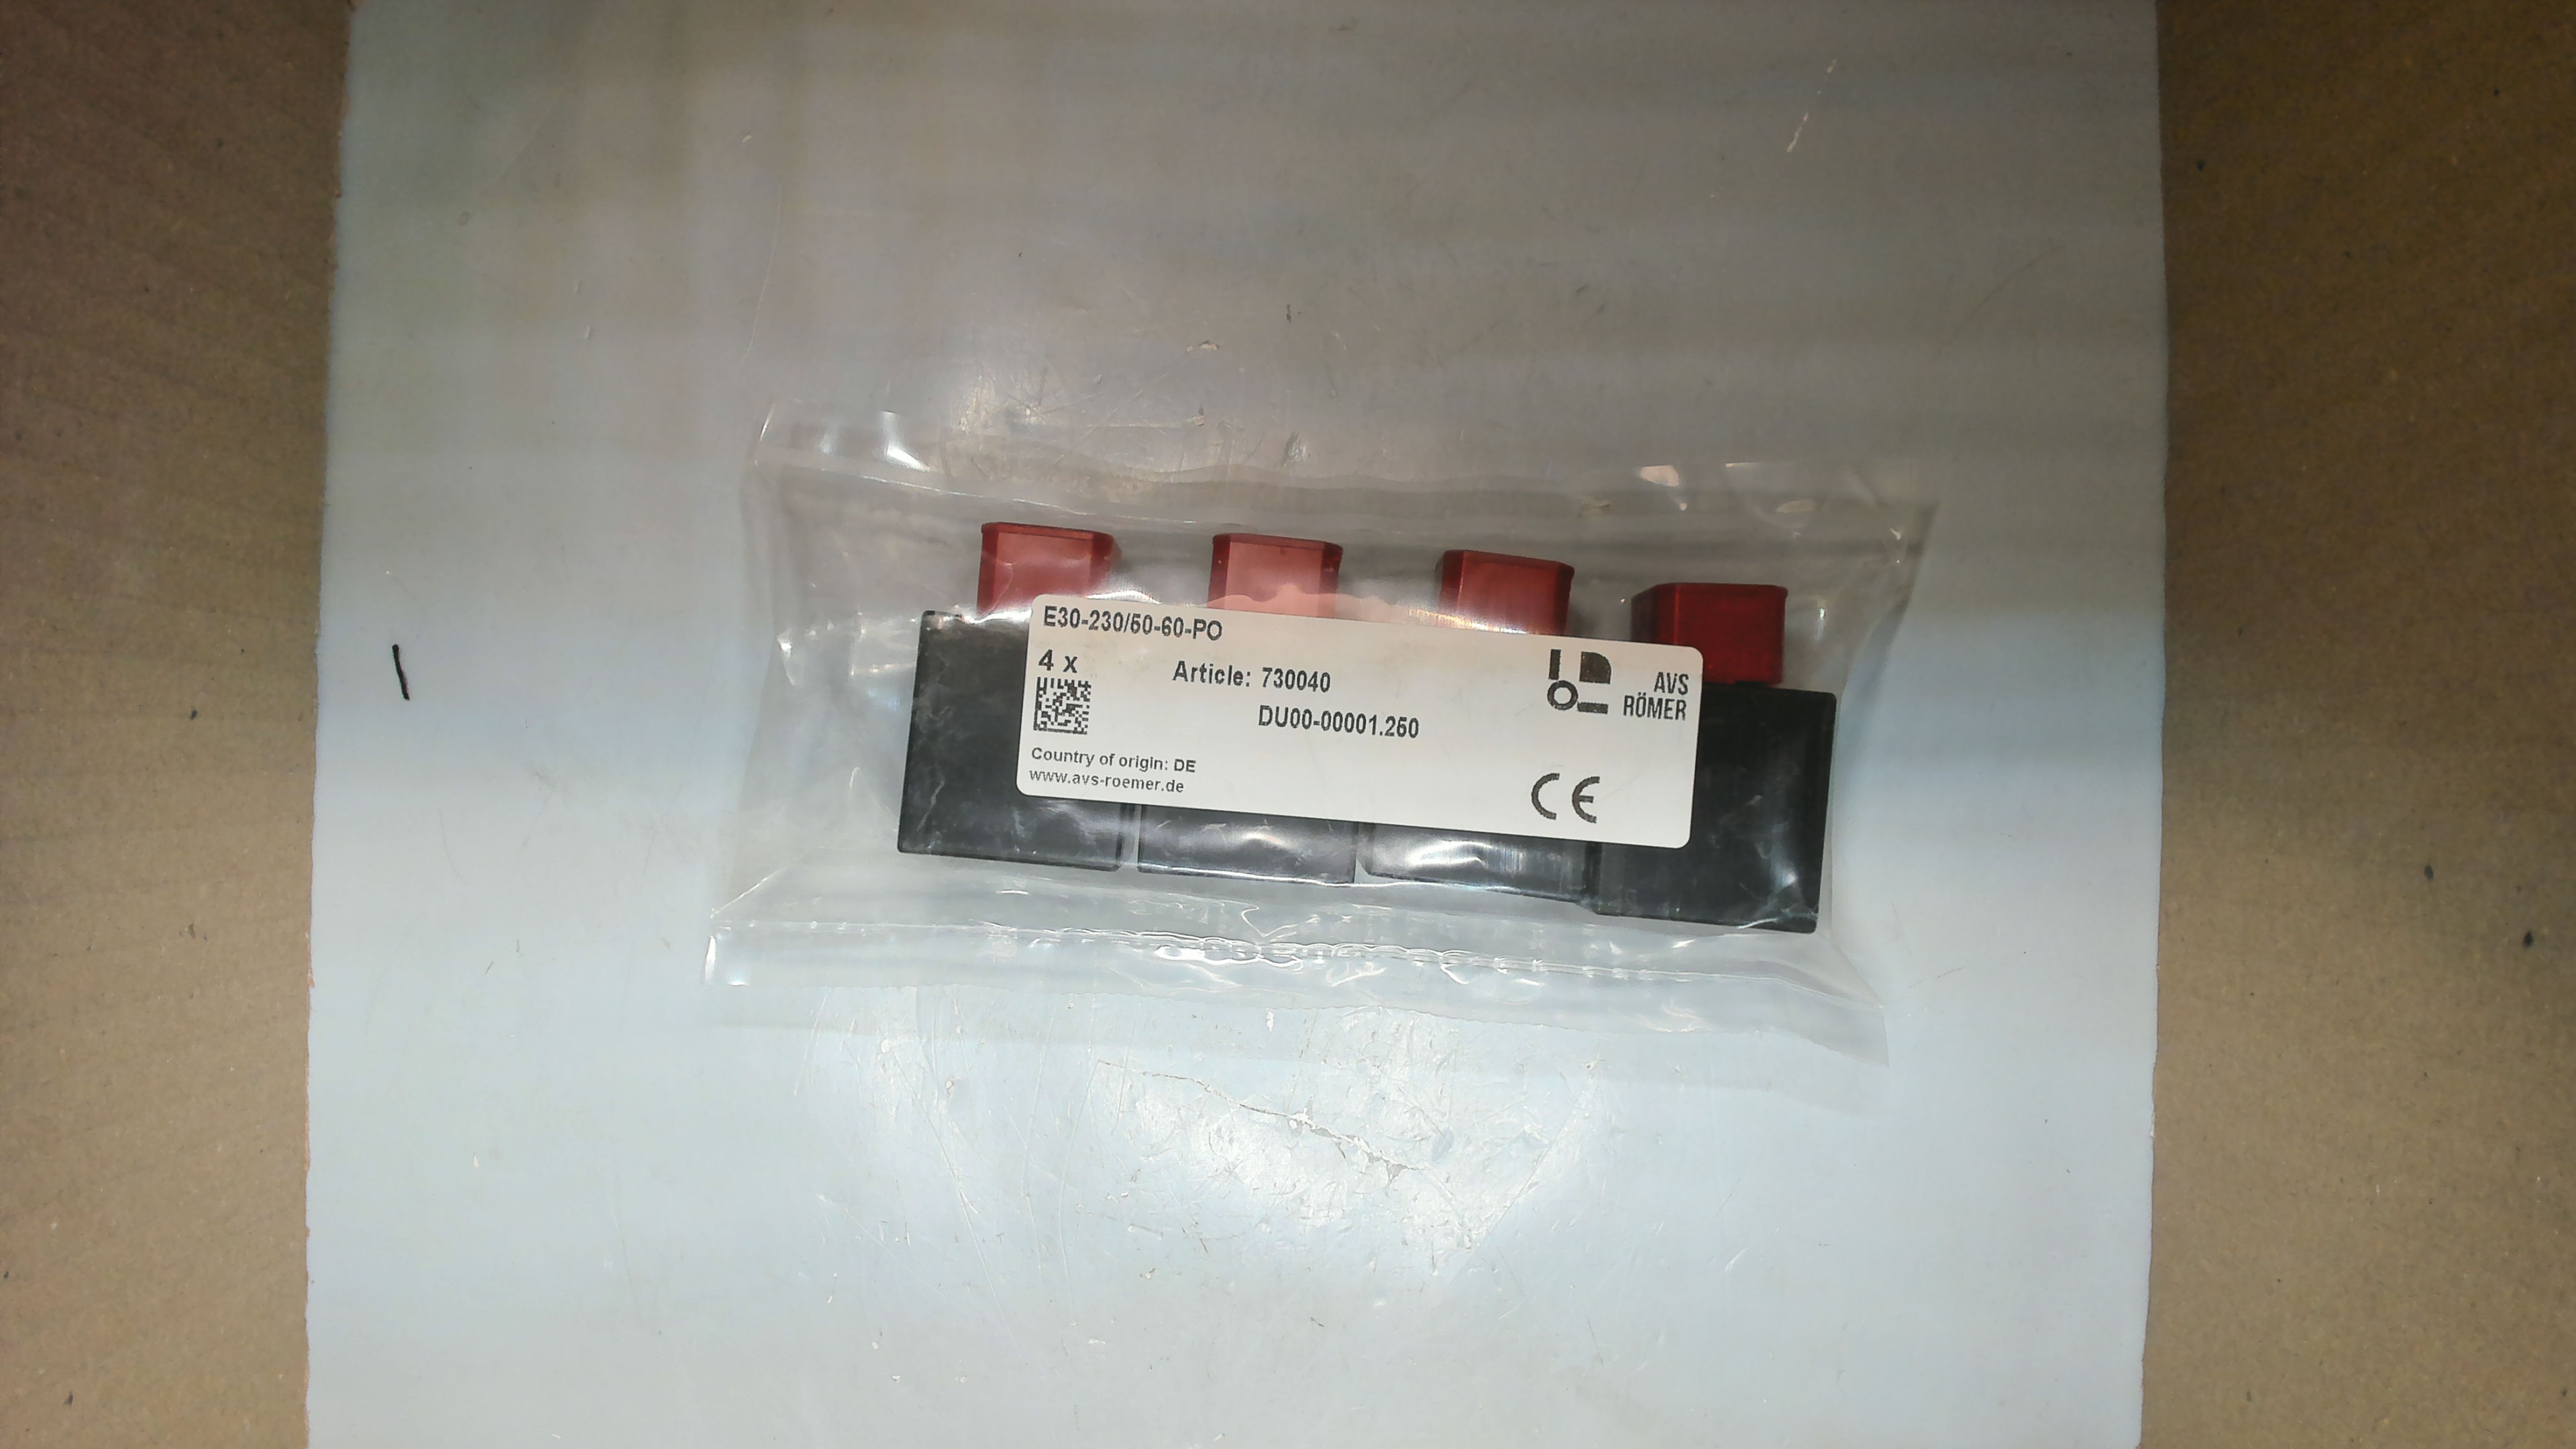 E30-230/50-60-PO
4 x
Article: 730040
DU00-00001.250
AVS
RÖMER
Country of origin: DE
www.avs-roemer.de
CE